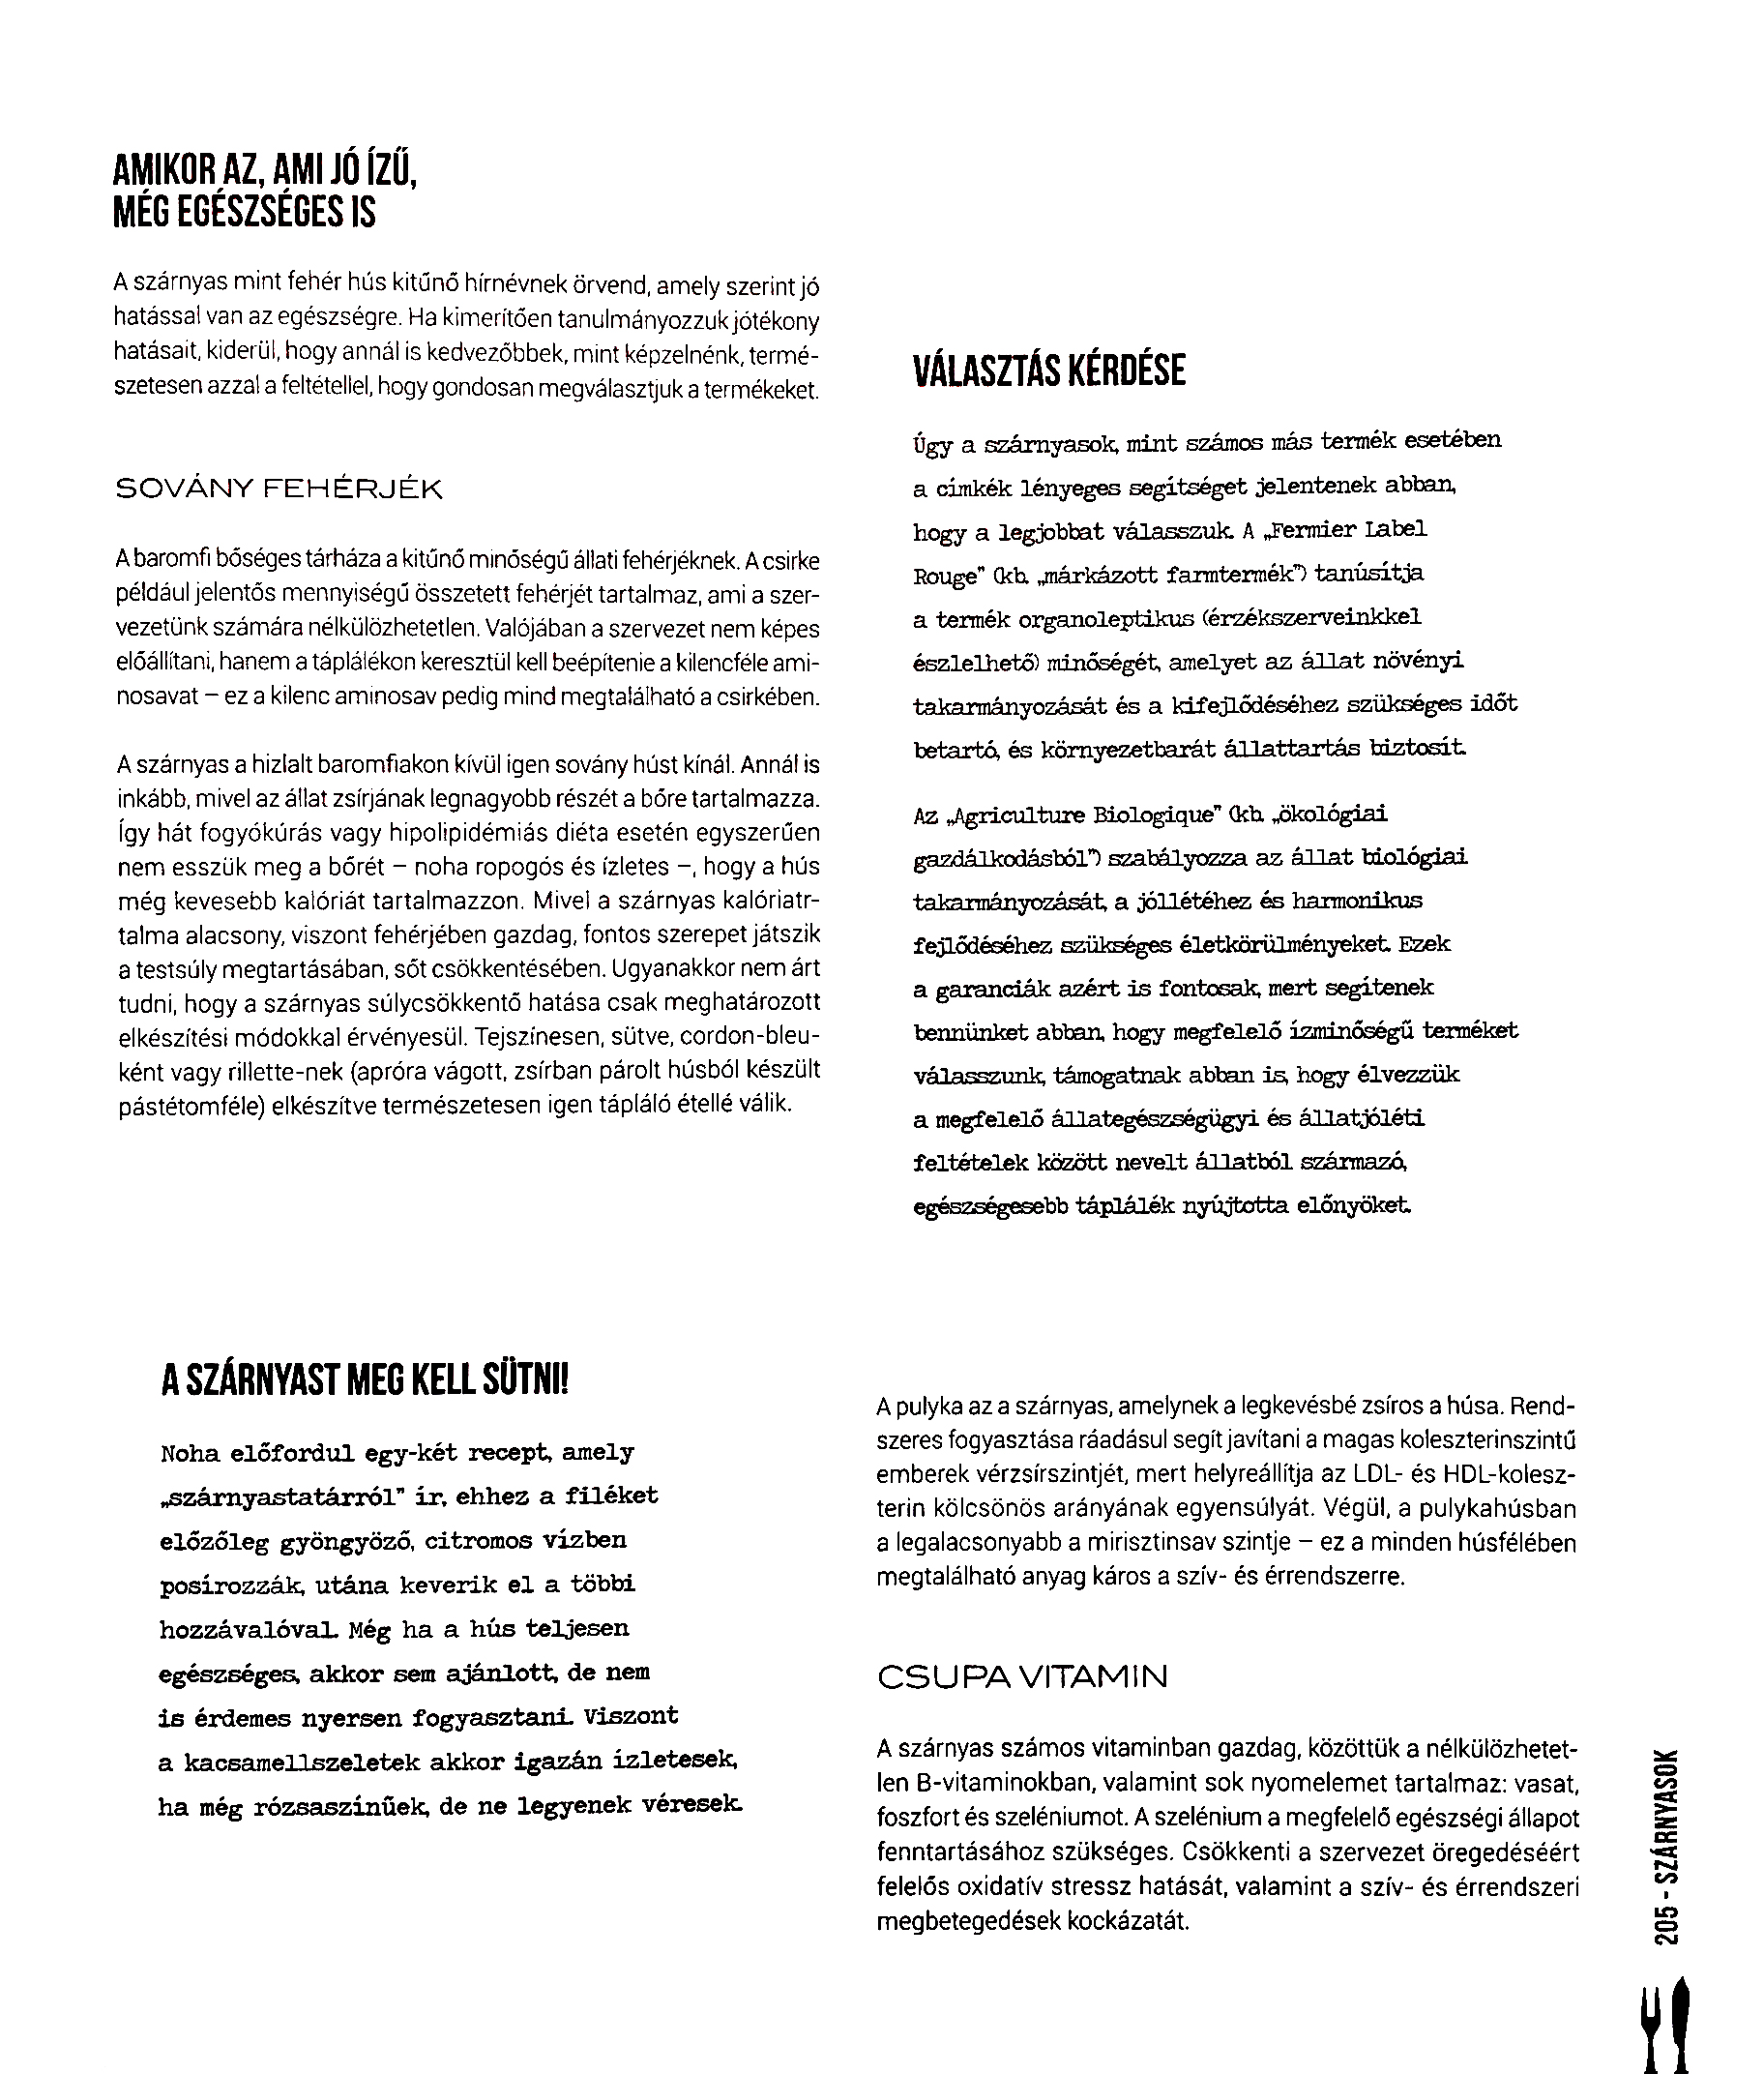 AMIKOR AZ, AMI JÓ ÍZŰ,
MÉG EGÉSZSÉGES IS
A szárnyas mint fehér hús kitűnő hírnévnek örvend, amely szerint jó
hatással van az egészségre. Ha kimerítően tanulmányozzuk jótékony
hatásait, kiderül, hogy annál is kedvezőbbek, mint képzelnénk, termé-
szetesen azzal a feltétellel, hogy gondosan megválasztjuk a termékeket.
SOVÁNY FEHÉRJÉK
A baromfi bőséges tárháza a kitűnő minőségű állati fehérjéknek. A csirke
például jelentős mennyiségű összetett fehérjét tartalmaz, ami a szer-
vezetünk számára nélkülözhetetlen. Valójában a szervezet nem képes
előállítani, hanem a táplálékon keresztül kell beépítenie a kilencféle ami-
nosavat – ez a kilenc aminosav pedig mind megtalálható a csirkében.
A szárnyas a hizlalt baromfiakon kívül igen sovány húst kínál. Annál is
inkább, mivel az állat zsírjának legnagyobb részét a bőre tartalmazza.
Így hát fogyókúrás vagy hipolipidémiás diéta esetén egyszerűen
nem esszük meg a bőrét – noha ropogós és ízletes –, hogy a hús
még kevesebb kalóriát tartalmazzon. Mivel a szárnyas kalóriatr-
talma alacsony, viszont fehérjében gazdag, fontos szerepet játszik
a testsúly megtartásában, sőt csökkentésében. Ugyanakkor nem árt
tudni, hogy a szárnyas súlycsökkentő hatása csak meghatározott
elkészítési módokkal érvényesül. Tejszínesen, sütve, cordon-bleu-
ként vagy rillette-nek (apróra vágott, zsírban párolt húsból készült
pástétomféle) elkészítve természetesen igen tápláló étellé válik.
VÁLASZTÁS KÉRDÉSE
Úgy a szárnyasok, mint számos más termék esetében
a címkék lényeges segítséget jelentenek abban,
hogy a legjobbat válasszuk. A „Fermier Label
Rouge" (kb. „márkázott farmtermék") tanúsítja
a termék organoleptikus (érzékszerveinkkel
észlelhető) minőségét, amelyet az állat növényi
takarmányozását és a kifejlődéséhez szükséges időt
betartó, és környezetbarát állattartás biztosít.
Az „Agriculture Biologique" (kb. „ökológiai
gazdálkodásból") szabályozza az állat biológiai
takarmányozását, a jóllétéhez és harmonikus
fejlődéséhez szükséges életkörülményeket. Ezek
a garanciák azért is fontosak, mert segítenek
bennünket abban, hogy megfelelő ízminőségű terméket
válasszunk, támogatnak abban is, hogy élvezzük
a megfelelő állategészségügyi és állatjóléti
feltételek között nevelt állatból származó,
egészségesebb táplálék nyújtotta előnyöket.
A SZÁRNYAST MEG KELL SÜTNI!
Noha előfordul egy-két recept, amely
„szárnyastatárról" ír, ehhez a filéket
előzőleg gyöngyöző, citromos vízben
posírozzák, utána keverik el a többi
hozzávalóval. Még ha a hús teljesen
egészséges, akkor sem ajánlott, de nem
is érdemes nyersen fogyasztani. Viszont
a kacsamellszeletek akkor igazán ízletesek,
ha még rózsaszínűek, de ne legyenek véresek.
A pulyka az a szárnyas, amelynek a legkevésbé zsíros a húsa. Rend-
szeres fogyasztása ráadásul segít javítani a magas koleszterinszintű
emberek vérzsírszintjét, mert helyreállítja az LDL- és HDL-kolesz-
terin kölcsönös arányának egyensúlyát. Végül, a pulykahúsban
a legalacsonyabb a mirisztinsav szintje – ez a minden húsfélében
megtalálható anyag káros a szív- és érrendszerre.
CSUPA VITAMIN
A szárnyas számos vitaminban gazdag, közöttük a nélkülözhetet-
len B-vitaminokban, valamint sok nyomelemet tartalmaz: vasat,
foszfort és szeléniumot. A szelénium a megfelelő egészségi állapot
fenntartásához szükséges. Csökkenti a szervezet öregedéséért
felelős oxidatív stressz hatását, valamint a szív- és érrendszeri
megbetegedések kockázatát.
205 - SZÁRNYASOK